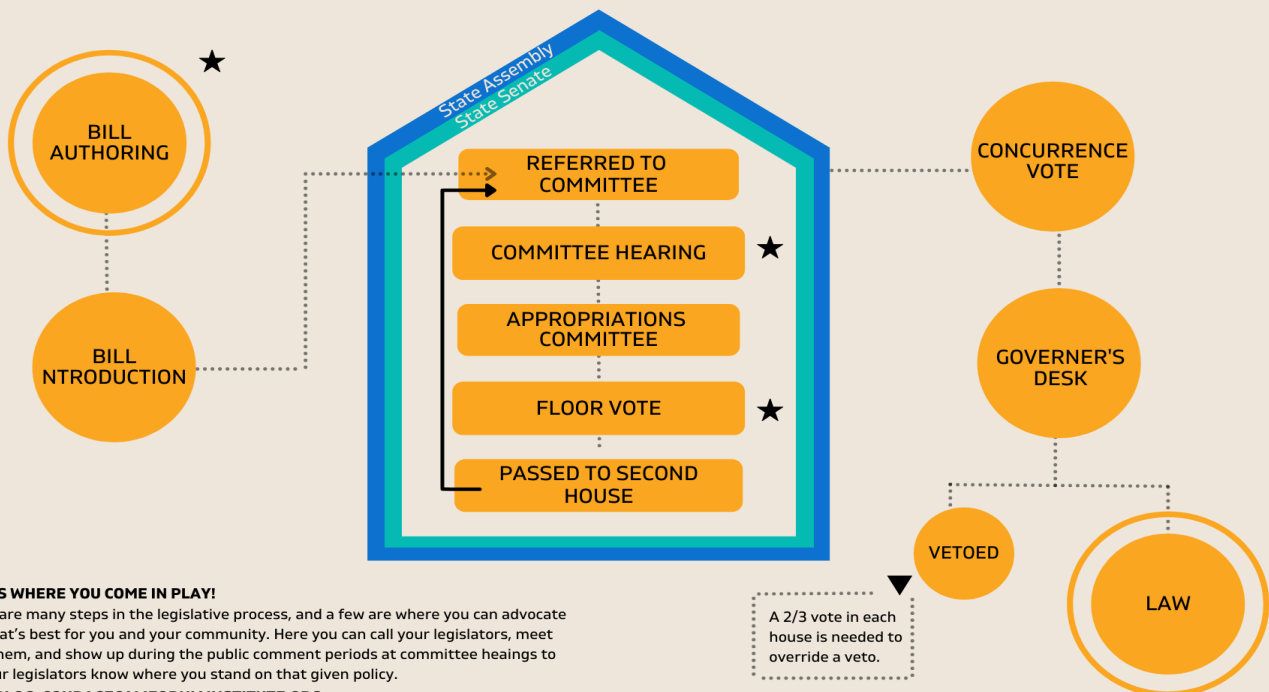 BILL
AUTHORING
BILL
NTRODUCTION
State Assembly
State Senate
REFERRED TO
COMMITTEE
COMMITTEE HEARING
APPROPRIATIONS
COMMITTEE
FLOOR VOTE
PASSED TO SECOND
HOUSE
CONCURRENCE
VOTE
GOVERNER'S
DESK
VETOED
LAW
A 2/3 vote in each
house is needed to
override a veto.
S WHERE YOU COME IN PLAY!
are many steps in the legislative process, and a few are where you can advocate
at's best for you and your community. Here you can call your legislators, meet
hem, and show up during the public comment periods at committee heaings to
ur legislators know where you stand on that given policy.